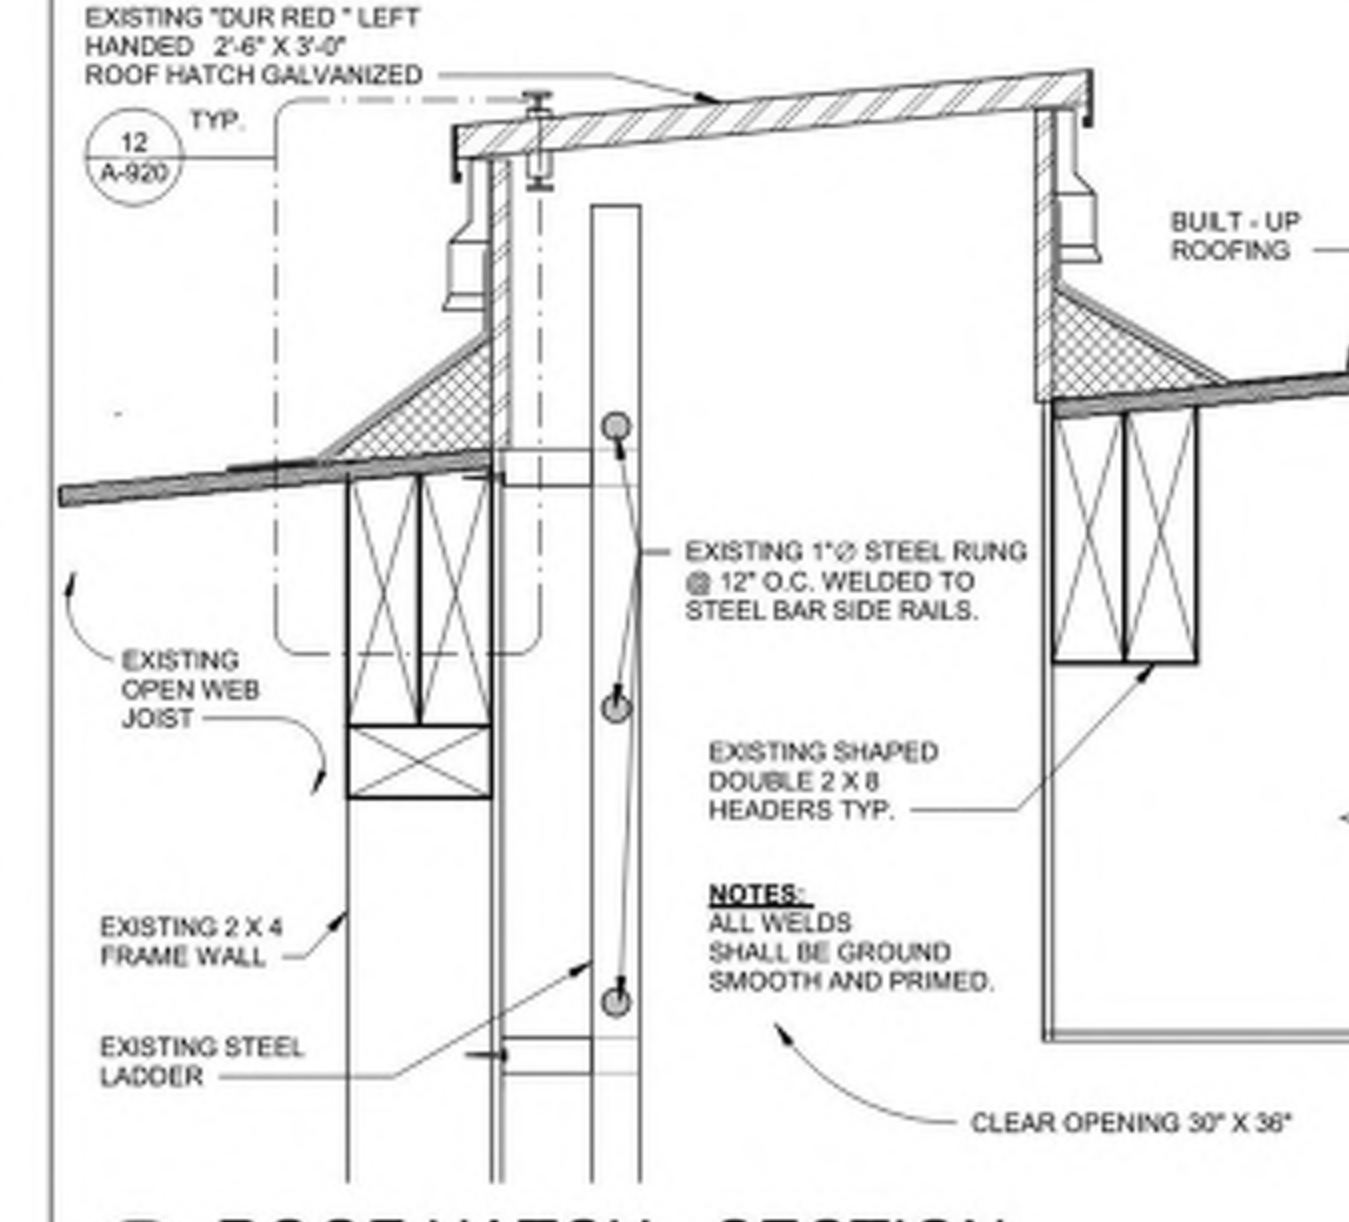 EXISTING "DUR RED " LEFT
HANDED 2'-6" X 3'-0"
ROOF HATCH GALVANIZED
TYP.
12
A-920
BUILT - UP
ROOFING
EXISTING 1"∅ STEEL RUNG
@ 12" O.C. WELDED TO
STEEL BAR SIDE RAILS.
EXISTING
OPEN WEB
JOIST
EXISTING SHAPED
DOUBLE 2 X 8
HEADERS TYP.
NOTES:
ALL WELDS
SHALL BE GROUND
SMOOTH AND PRIMED.
EXISTING 2 X 4
FRAME WALL
EXISTING STEEL
LADDER
CLEAR OPENING 30" X 36"